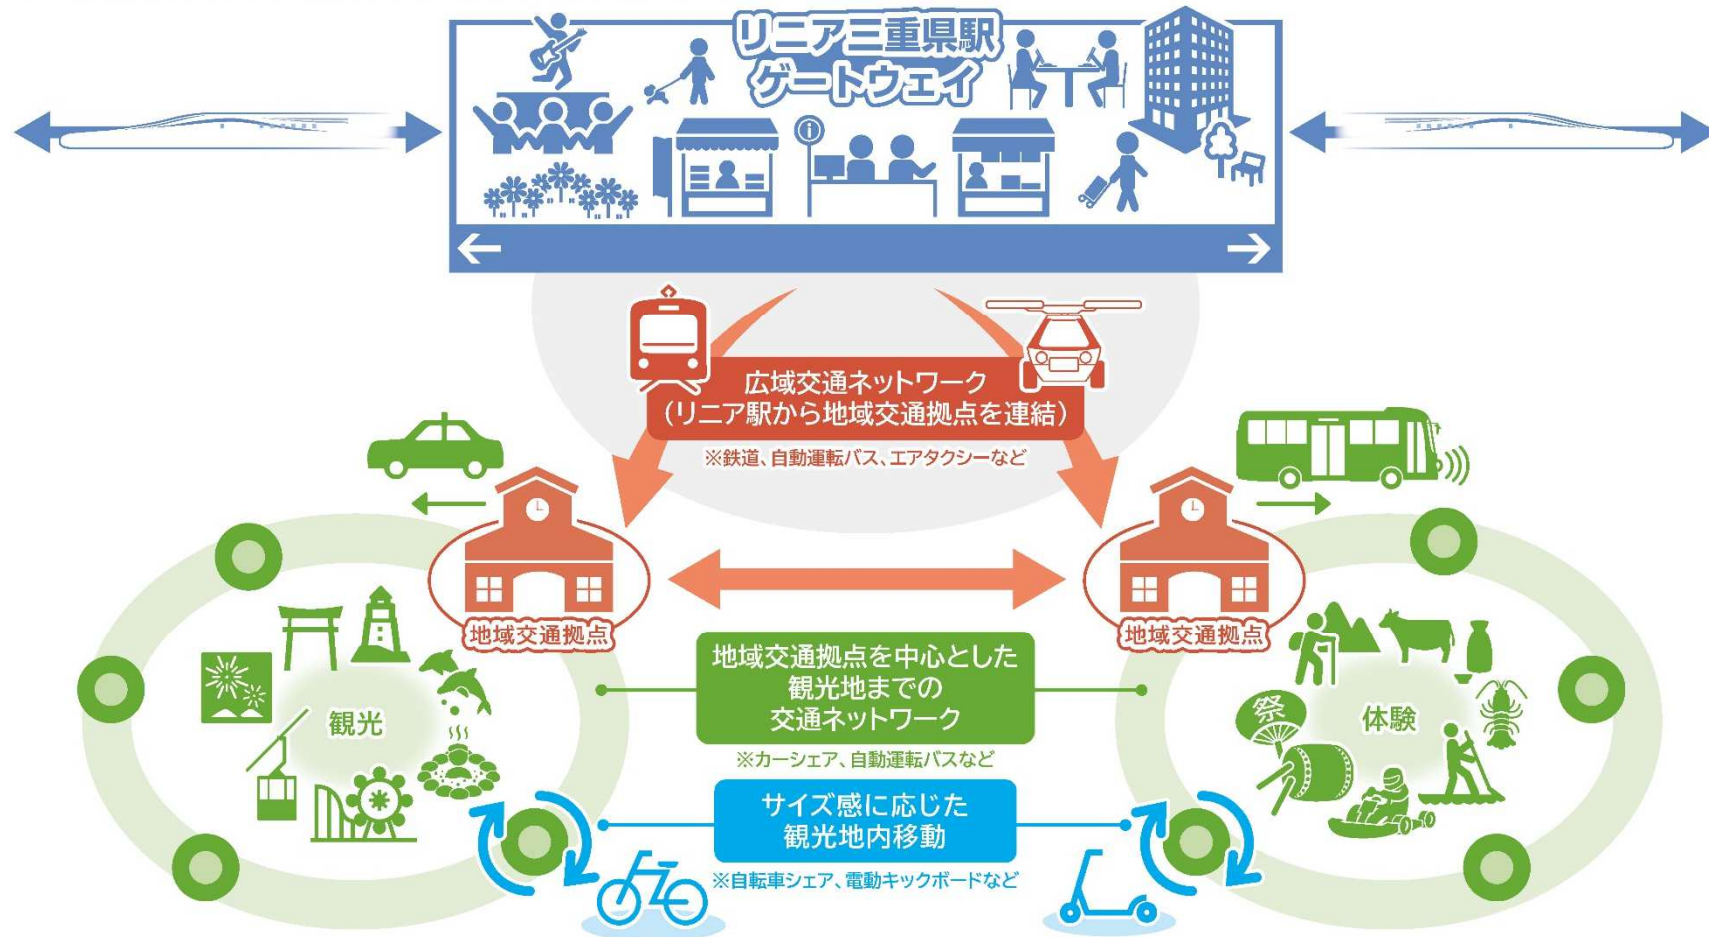 リニア三重県駅
ゲートウェイ
i
広域交通ネットワーク
(リニア駅から地域交通拠点を連結)
※鉄道、自動運転バス、エアタクシーなど
地域交通拠点
地域交通拠点
地域交通拠点を中心とした
観光地までの
交通ネットワーク
※カーシェア、自動運転バスなど
観光
祭
体験
サイズ感に応じた
観光地内移動
※自転車シェア、電動キックボードなど